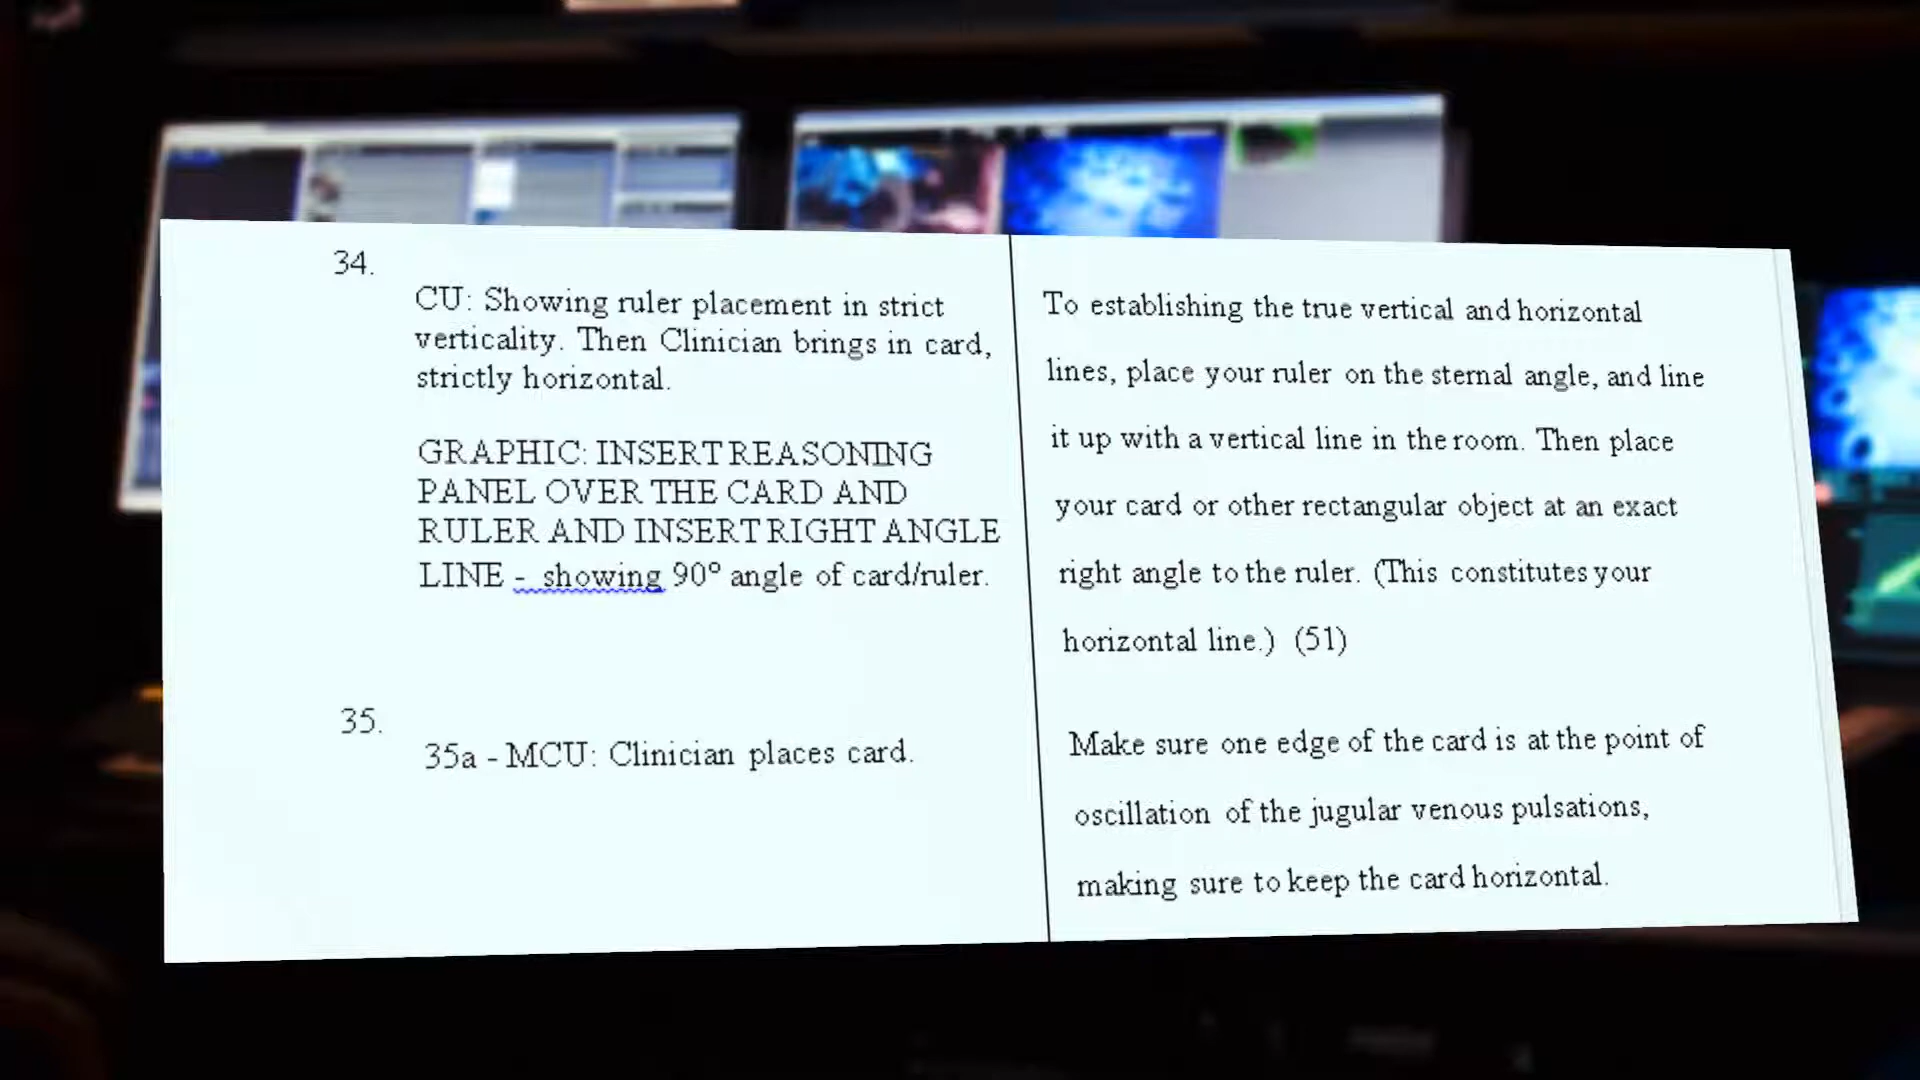 34.
CU: Showing ruler placement in strict
verticality. Then Clinician brings in card,
strictly horizontal.
GRAPHIC: INSERT REASONING
PANEL OVER THE CARD AND
RULER AND INSERT RIGHT ANGLE
LINE - showing 90° angle of card/ruler.
To establishing the true vertical and horizontal
lines, place your ruler on the sternal angle, and line
it up with a vertical line in the room. Then place
your card or other rectangular object at an exact
right angle to the ruler. (This constitutes your
horizontal line.) (51)
35.
35a - MCU: Clinician places card.
Make sure one edge of the card is at the point of
oscillation of the jugular venous pulsations,
making sure to keep the card horizontal.